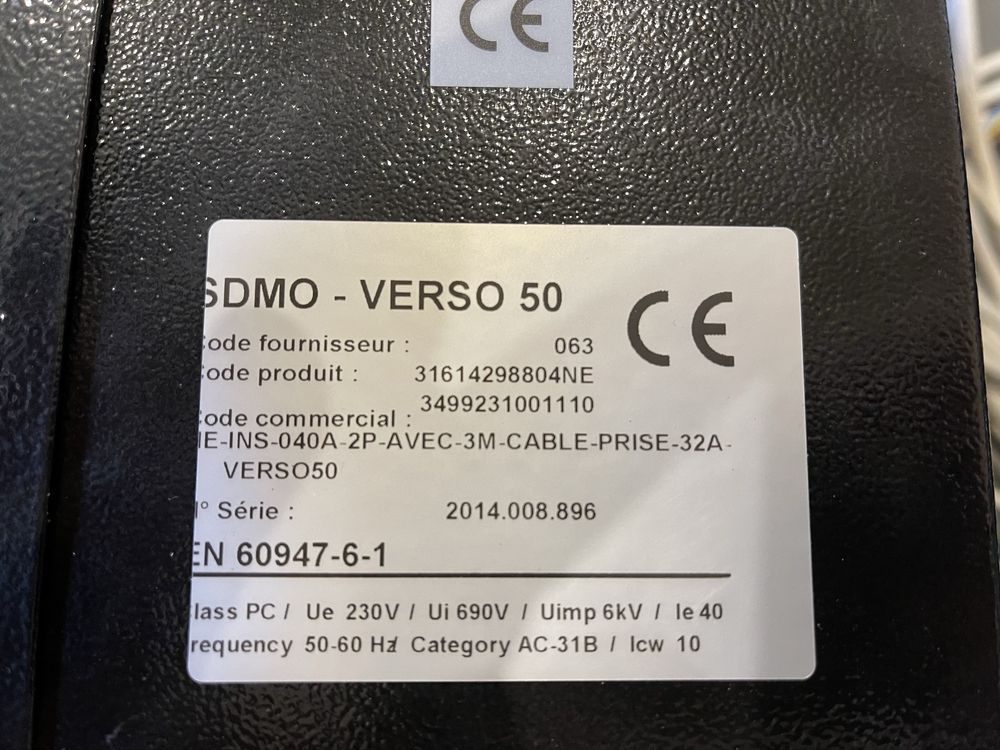 CE
SDMO - VERSO 50
CE
ode fournisseur : 063
ode produit : 31614298804NE
ode commercial : 3499231001110
IE-INS-040A-2P-AVEC-3M-CABLE-PRISE-32A-
VERSO50
° Série : 2014.008.896
EN 60947-6-1
lass PC / Ue 230V / Ui 690V / Uimp 6kV / Ie 40
requency 50-60 Hz / Category AC-31B / Icw 10